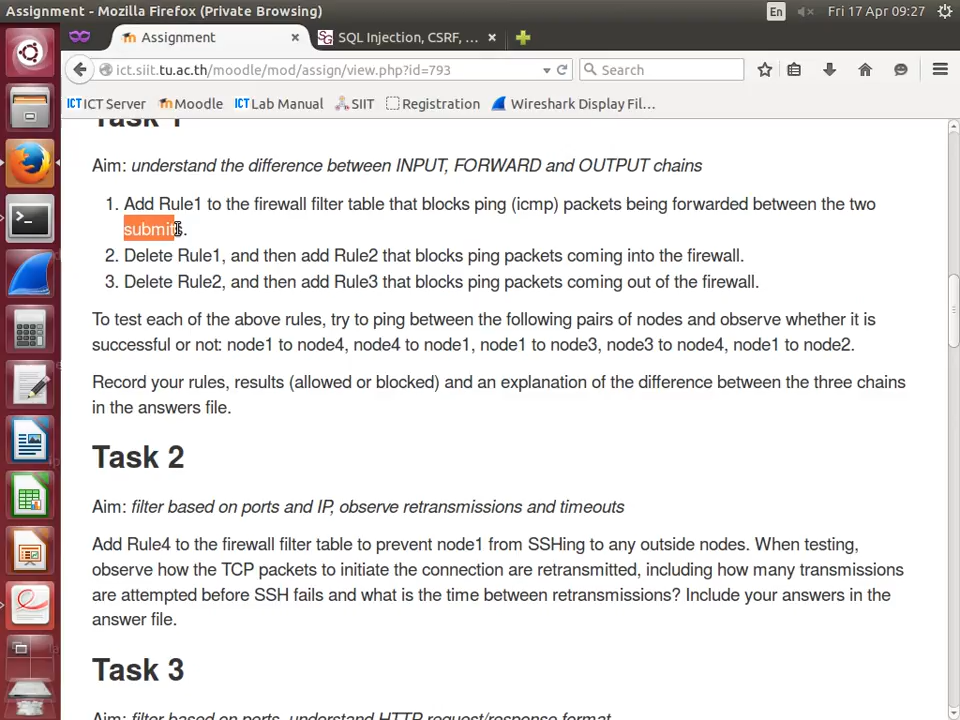 Assignment - Mozilla Firefox (Private Browsing)
En
Fri 17 Apr 09:27
Assignment
SQL Injection, CSRF, ...
ict.siit.tu.ac.th/moodle/mod/assign/view.php?id=793
Search
ICT ICT Server
Moodle
ICT Lab Manual
SIIT
Registration
Wireshark Display Fil...
Task 1
Aim: understand the difference between INPUT, FORWARD and OUTPUT chains
1. Add Rule1 to the firewall filter table that blocks ping (icmp) packets being forwarded between the two
submits.
2. Delete Rule1, and then add Rule2 that blocks ping packets coming into the firewall.
3. Delete Rule2, and then add Rule3 that blocks ping packets coming out of the firewall.
To test each of the above rules, try to ping between the following pairs of nodes and observe whether it is
successful or not: node1 to node4, node4 to node1, node1 to node3, node3 to node4, node1 to node2.
Record your rules, results (allowed or blocked) and an explanation of the difference between the three chains
in the answers file.
Task 2
Aim: filter based on ports and IP, observe retransmissions and timeouts
Add Rule4 to the firewall filter table to prevent node1 from SSHing to any outside nodes. When testing,
observe how the TCP packets to initiate the connection are retransmitted, including how many transmissions
are attempted before SSH fails and what is the time between retransmissions? Include your answers in the
answer file.
Task 3
Aim: filter based on ports, understand HTTP request/response format